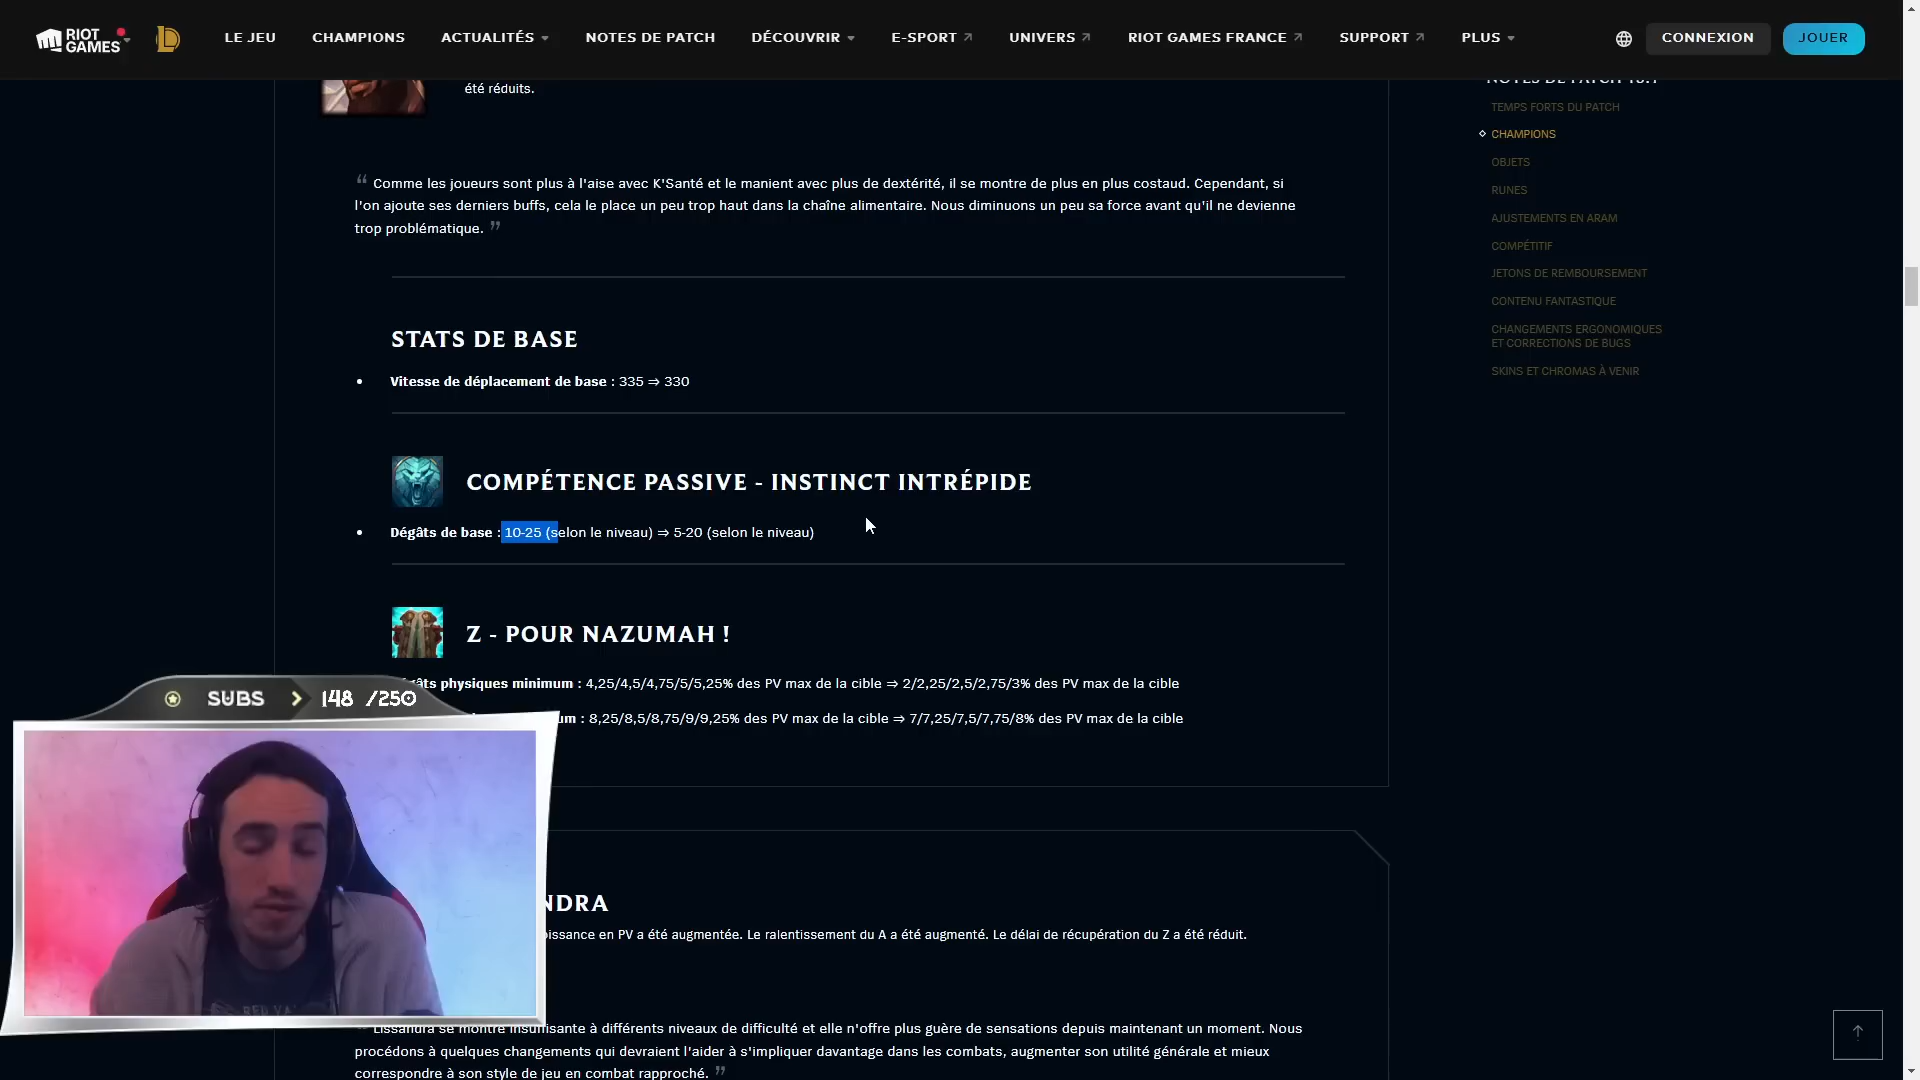 RIOT GAMES
LE JEU CHAMPIONS ACTUALITÉS NOTES DE PATCH DÉCOUVRIR E-SPORT UNIVERS RIOT GAMES FRANCE SUPPORT PLUS CONNEXION JOUER
été réduits.
“ Comme les joueurs sont plus à l'aise avec K'Santé et le manient avec plus de dextérité, il se montre de plus en plus costaud. Cependant, si
l'on ajoute ses derniers buffs, cela le place un peu trop haut dans la chaîne alimentaire. Nous diminuons un peu sa force avant qu'il ne devienne
trop problématique. ”
STATS DE BASE
• Vitesse de déplacement de base : 335 ⇒ 330
COMPÉTENCE PASSIVE - INSTINCT INTRÉPIDE
• Dégâts de base : 10-25 (selon le niveau) ⇒ 5-20 (selon le niveau)
Z - POUR NAZUMAH !
physiques minimum : 4,25/4,5/4,75/5/5,25% des PV max de la cible ⇒ 2/2,25/2,5/2,75/3% des PV max de la cible
: 8,25/8,5/8,75/9/9,25% des PV max de la cible ⇒ 7/7,25/7,5/7,75/8% des PV max de la cible
SUBS > 148 /250
NDRA
oissance en PV a été augmentée. Le ralentissement du A a été augmenté. Le délai de récupération du Z a été réduit.
“ Lissandra se montre insuffisante à différents niveaux de difficulté et elle n'offre plus guère de sensations depuis maintenant un moment. Nous
procédons à quelques changements qui devraient l'aider à s'impliquer davantage dans les combats, augmenter son utilité générale et mieux
correspondre à son style de jeu en combat rapproché. ”
NOTES DE PATCH 13.1
TEMPS FORTS DU PATCH
CHAMPIONS
OBJETS
RUNES
AJUSTEMENTS EN ARAM
COMPÉTITIF
JETONS DE REMBOURSEMENT
CONTENU FANTASTIQUE
CHANGEMENTS ERGONOMIQUES
ET CORRECTIONS DE BUGS
SKINS ET CHROMAS À VENIR